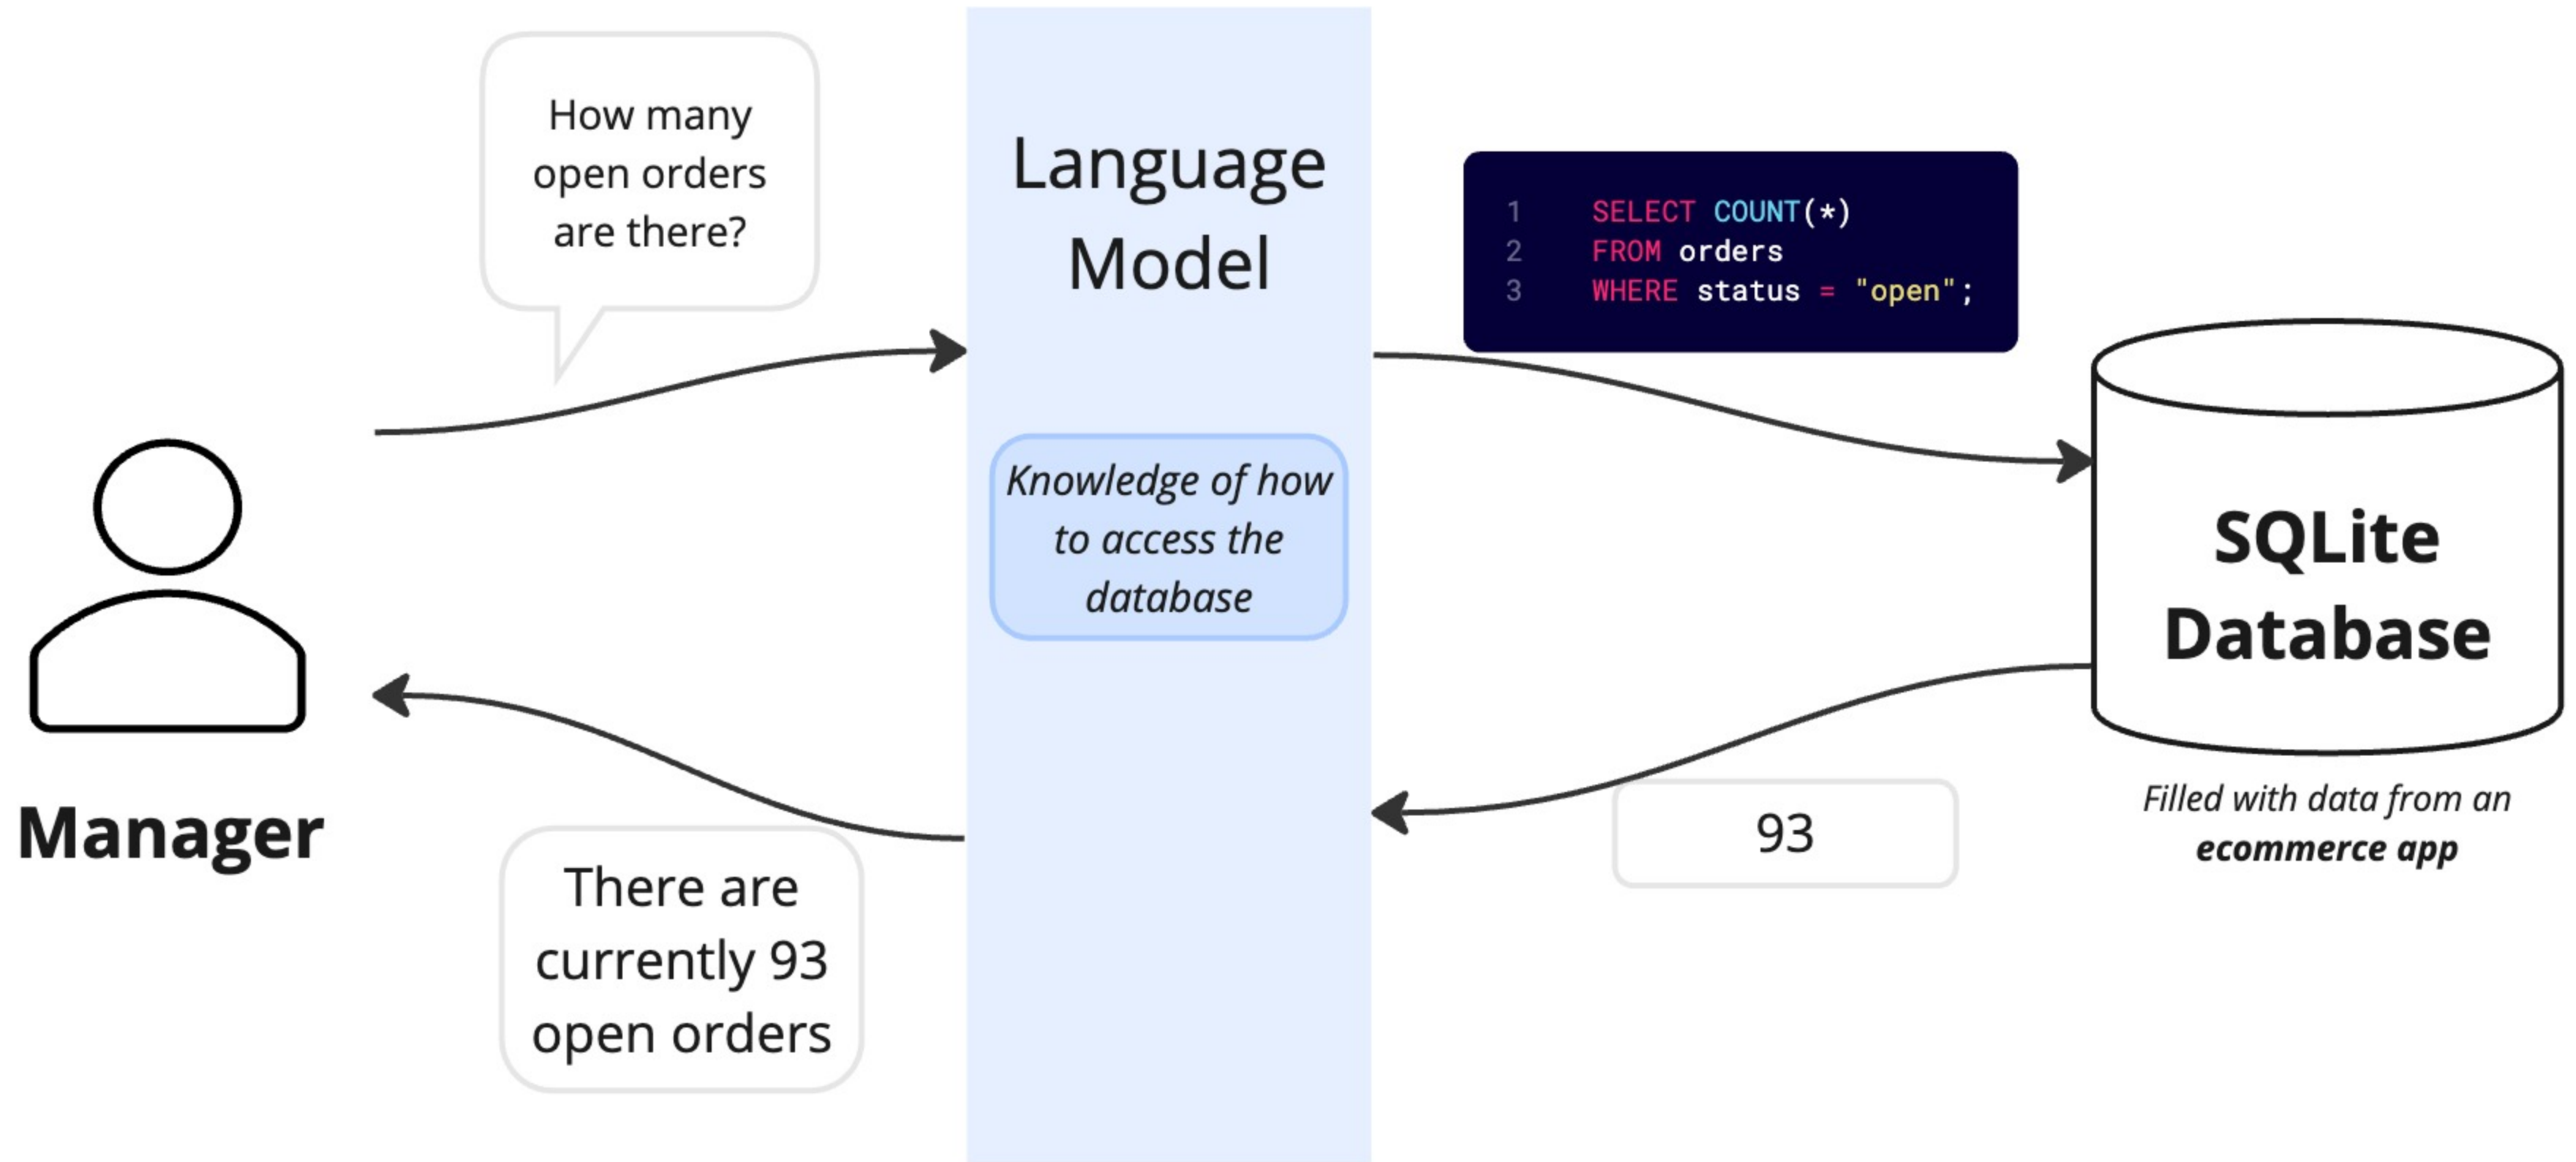 How many
open orders
are there?
Language
Model
1 SELECT COUNT(*)
2 FROM orders
3 WHERE status = "open";
Knowledge of how
to access the
database
SQLite
Database
Filled with data from an
ecommerce app
Manager
93
There are
currently 93
open orders